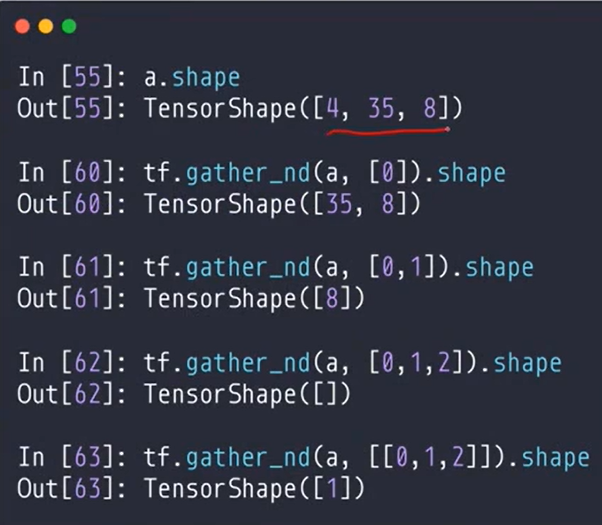 In [55]: a.shape
Out[55]: TensorShape([4, 35, 8])
In [60]: tf.gather_nd(a, [0]).shape
Out[60]: TensorShape([35, 8])
In [61]: tf.gather_nd(a, [0,1]).shape
Out[61]: TensorShape([8])
In [62]: tf.gather_nd(a, [0,1,2]).shape
Out[62]: TensorShape([])
In [63]: tf.gather_nd(a, [[0,1,2]]).shape
Out[63]: TensorShape([1])